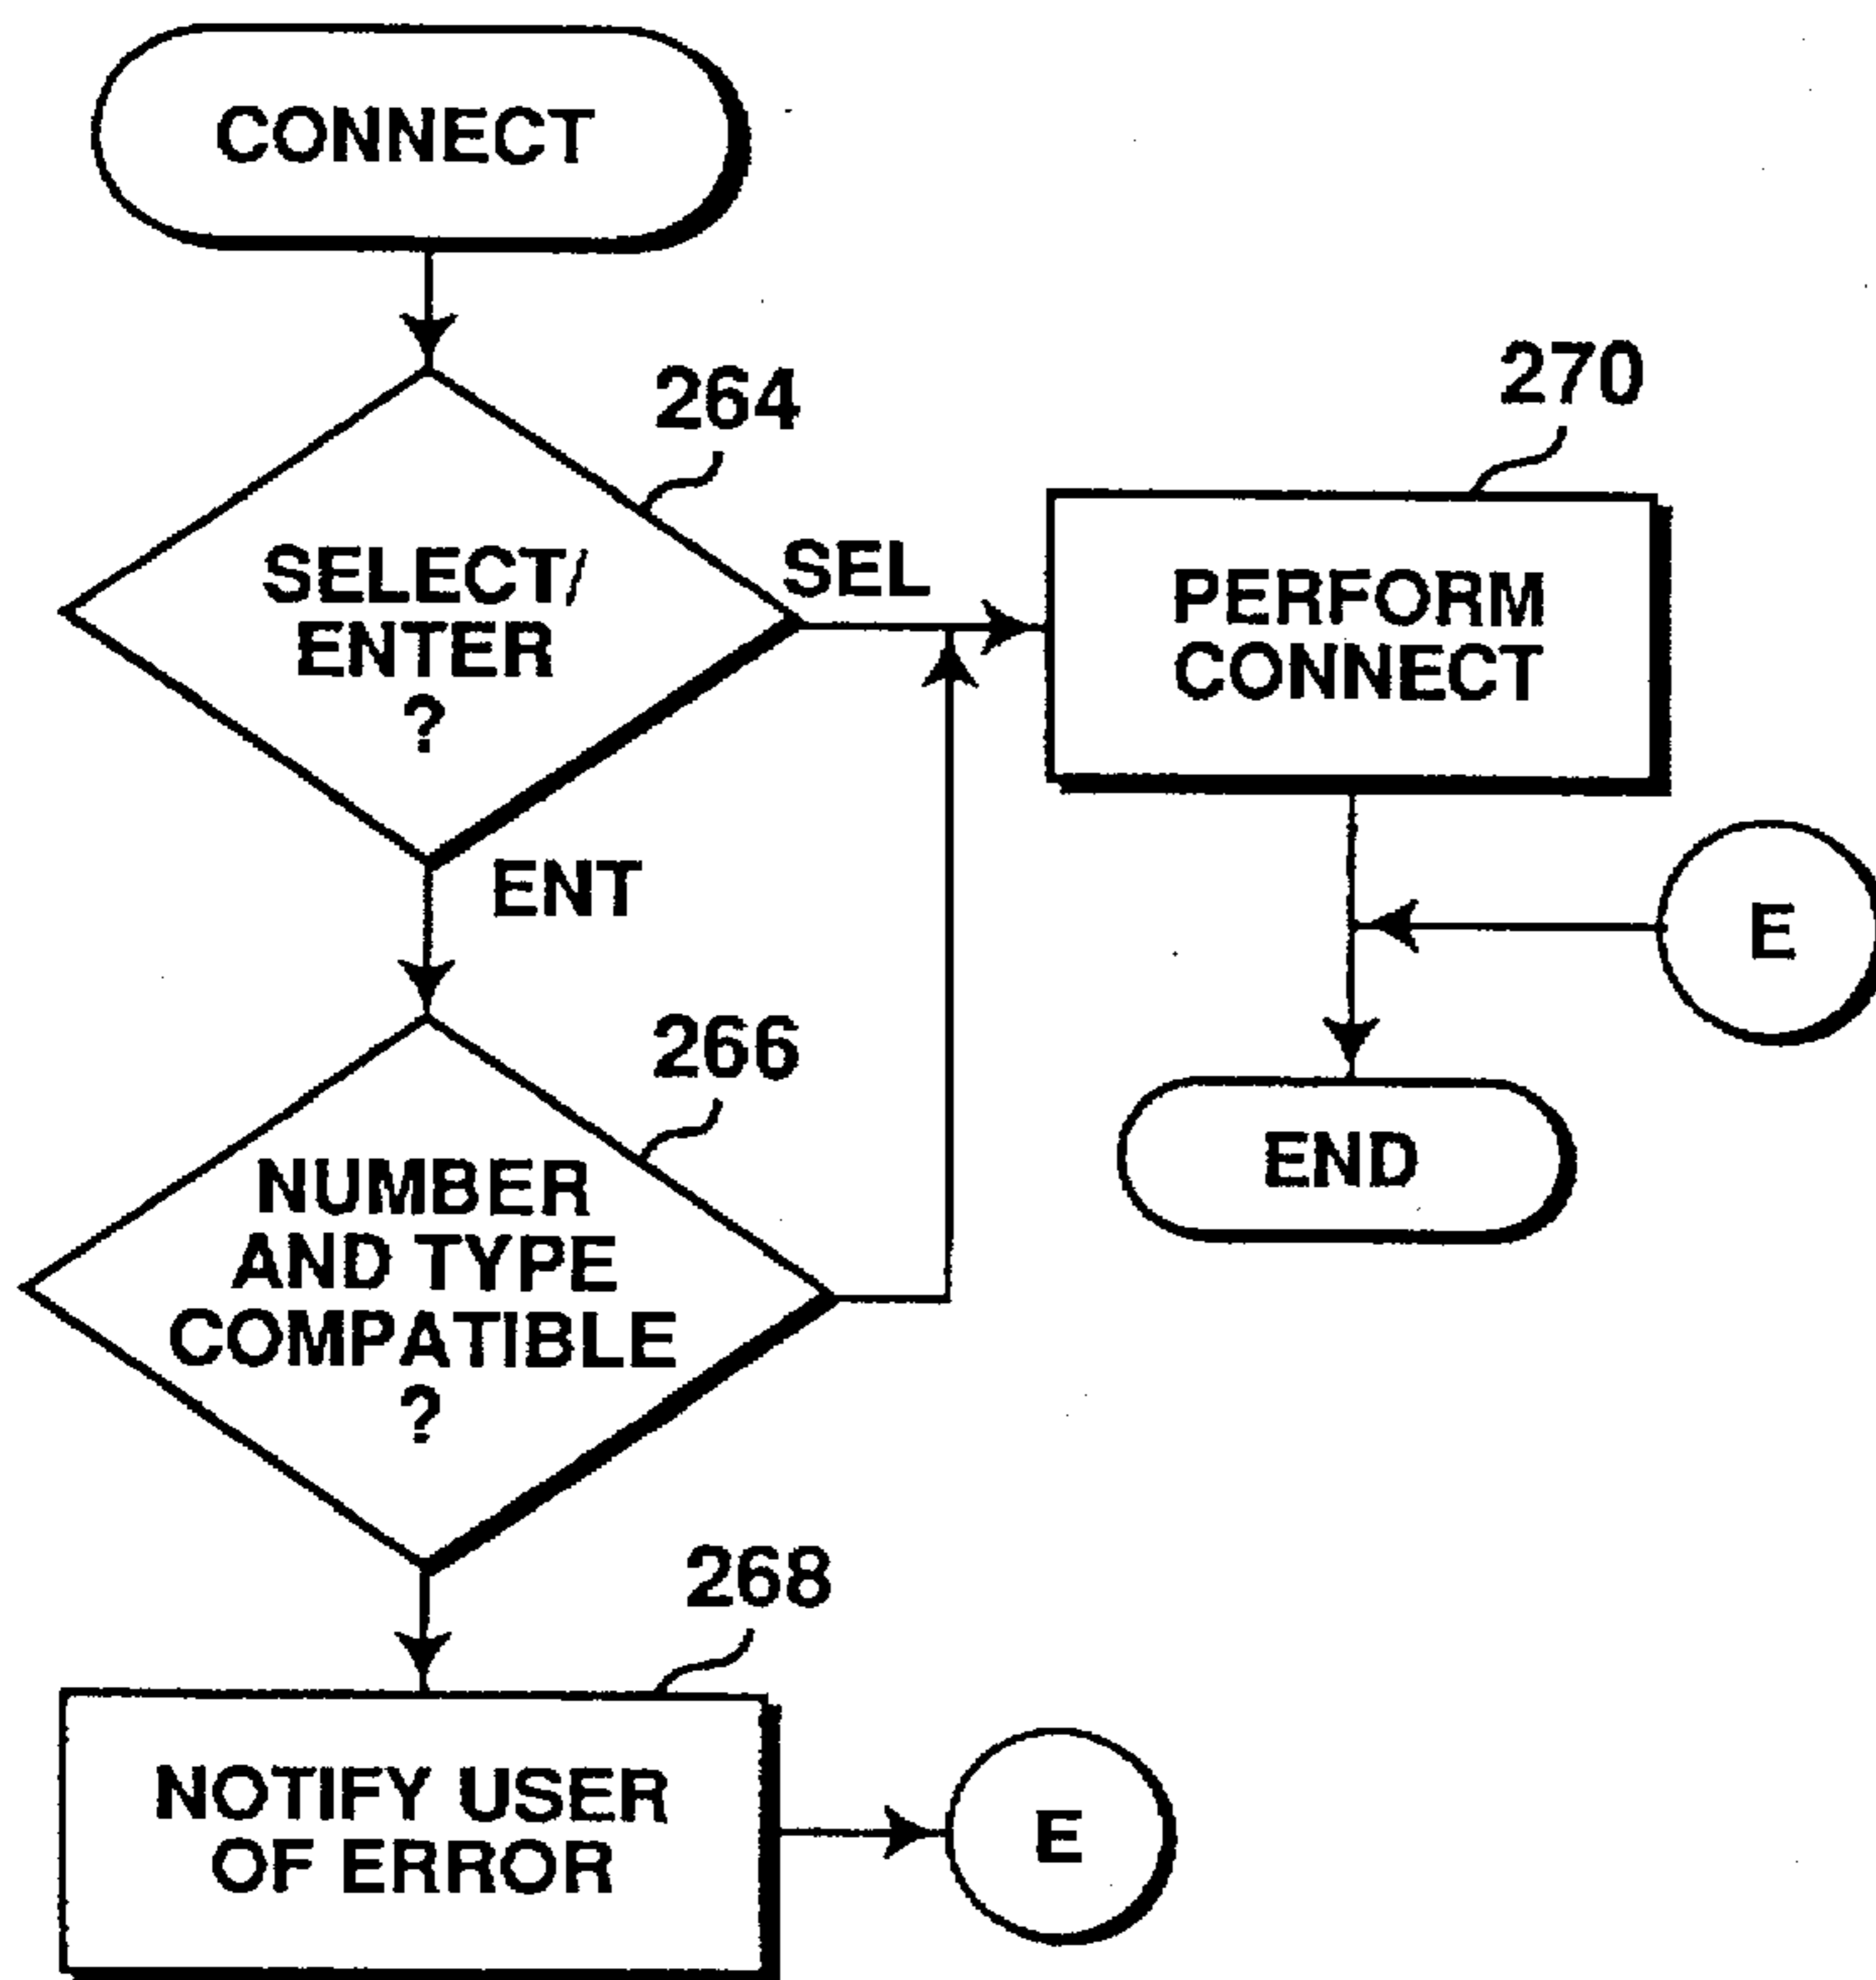 CONNECT
264
SELECT/
ENTER
?
SEL
270
PERFORM
CONNECT
ENT
E
266
NUMBER
AND TYPE
COMPATIBLE
?
END
268
NOTIFY USER
OF ERROR
E